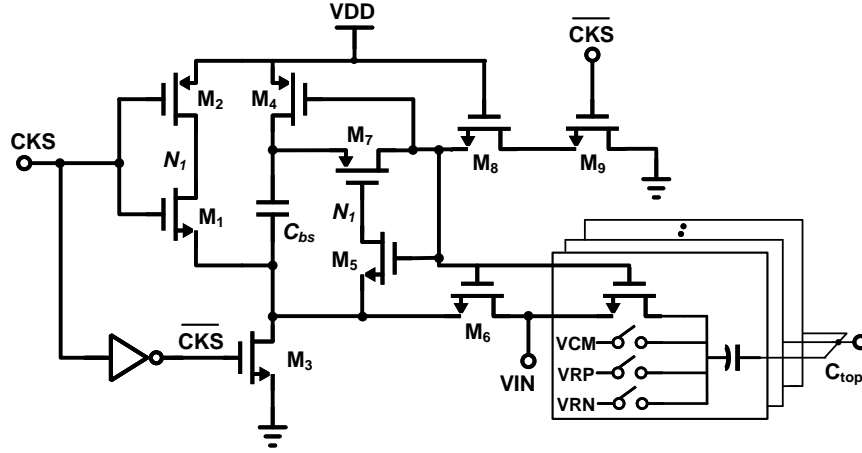 VDD
CKS
M2
M4
M7
CKS
N1
M8
M9
M1
Cbs
N1
M5
CKS
M3
M6
VIN
VCM
VRP
VRN
Ctop